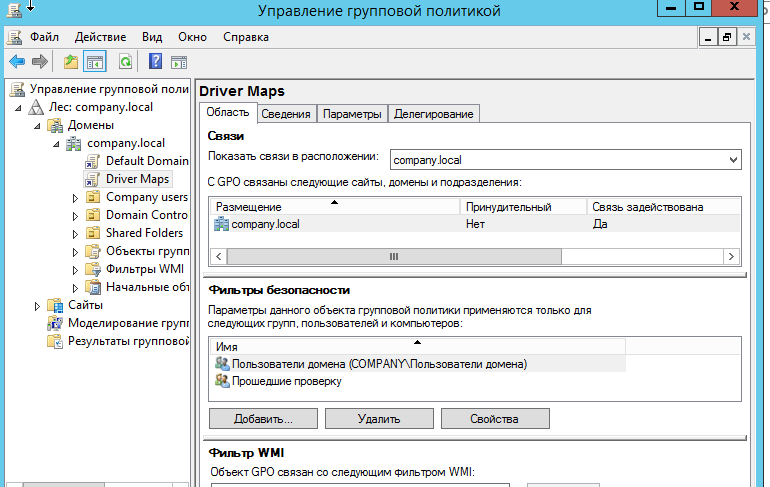 Управление групповой политикой
Файл Действие Вид Окно Справка
Управление групповой поли
Лес: company.local
Домены
company.local
Default Domain
Driver Maps
Company users
Domain Contro
Shared Folders
Объекты групп
Фильтры WMI
Начальные об
Сайты
Моделирование групп
Результаты групповой
Driver Maps
Область Сведения Параметры Делегирование
Связи
Показать связи в расположении: company.local
С GPO связаны следующие сайты, домены и подразделения:
Размещение Принудительный Связь задействована
company.local Нет Да
Фильтры безопасности
Параметры данного объекта групповой политики применяются только для
следующих групп, пользователей и компьютеров:
Имя
Пользователи домена (COMPANY\Пользователи домена)
Прошедшие проверку
Добавить... Удалить Свойства
Фильтр WMI
Объект GPO связан со следующим фильтром WMI: